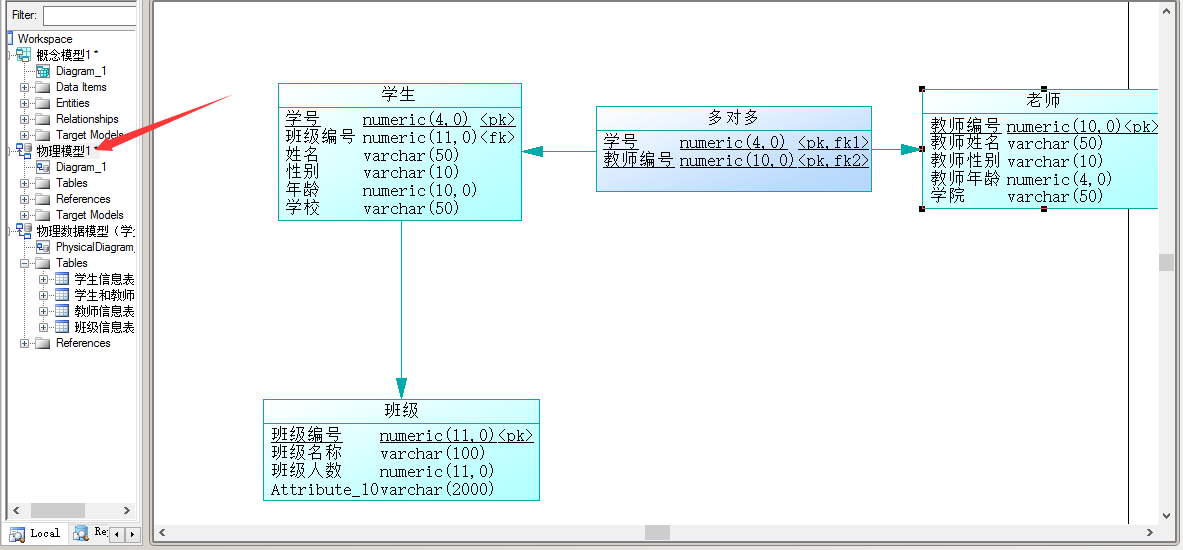 Filter:
Workspace
概念模型1 *
Diagram_1
Data Items
Entities
Relationships
Target Models
物理模型1 *
Diagram_1
Tables
References
Target Models
物理数据模型（学
PhysicalDiagram_
Tables
学生信息表
学生和教师
教师信息表
班级信息表
References
Local
Re
学生
学号 numeric(4,0) <pk>
班级编号 numeric(11,0)<fk>
姓名 varchar(50)
性别 varchar(10)
年龄 numeric(10,0)
学校 varchar(50)
多对多
学号 numeric(4,0) <pk,fk1>
教师编号 numeric(10,0)<pk,fk2>
老师
教师编号 numeric(10,0)<pk>
教师姓名 varchar(50)
教师性别 varchar(10)
教师年龄 numeric(4,0)
学院 varchar(50)
班级
班级编号 numeric(11,0)<pk>
班级名称 varchar(100)
班级人数 numeric(11,0)
Attribute_10 varchar(2000)